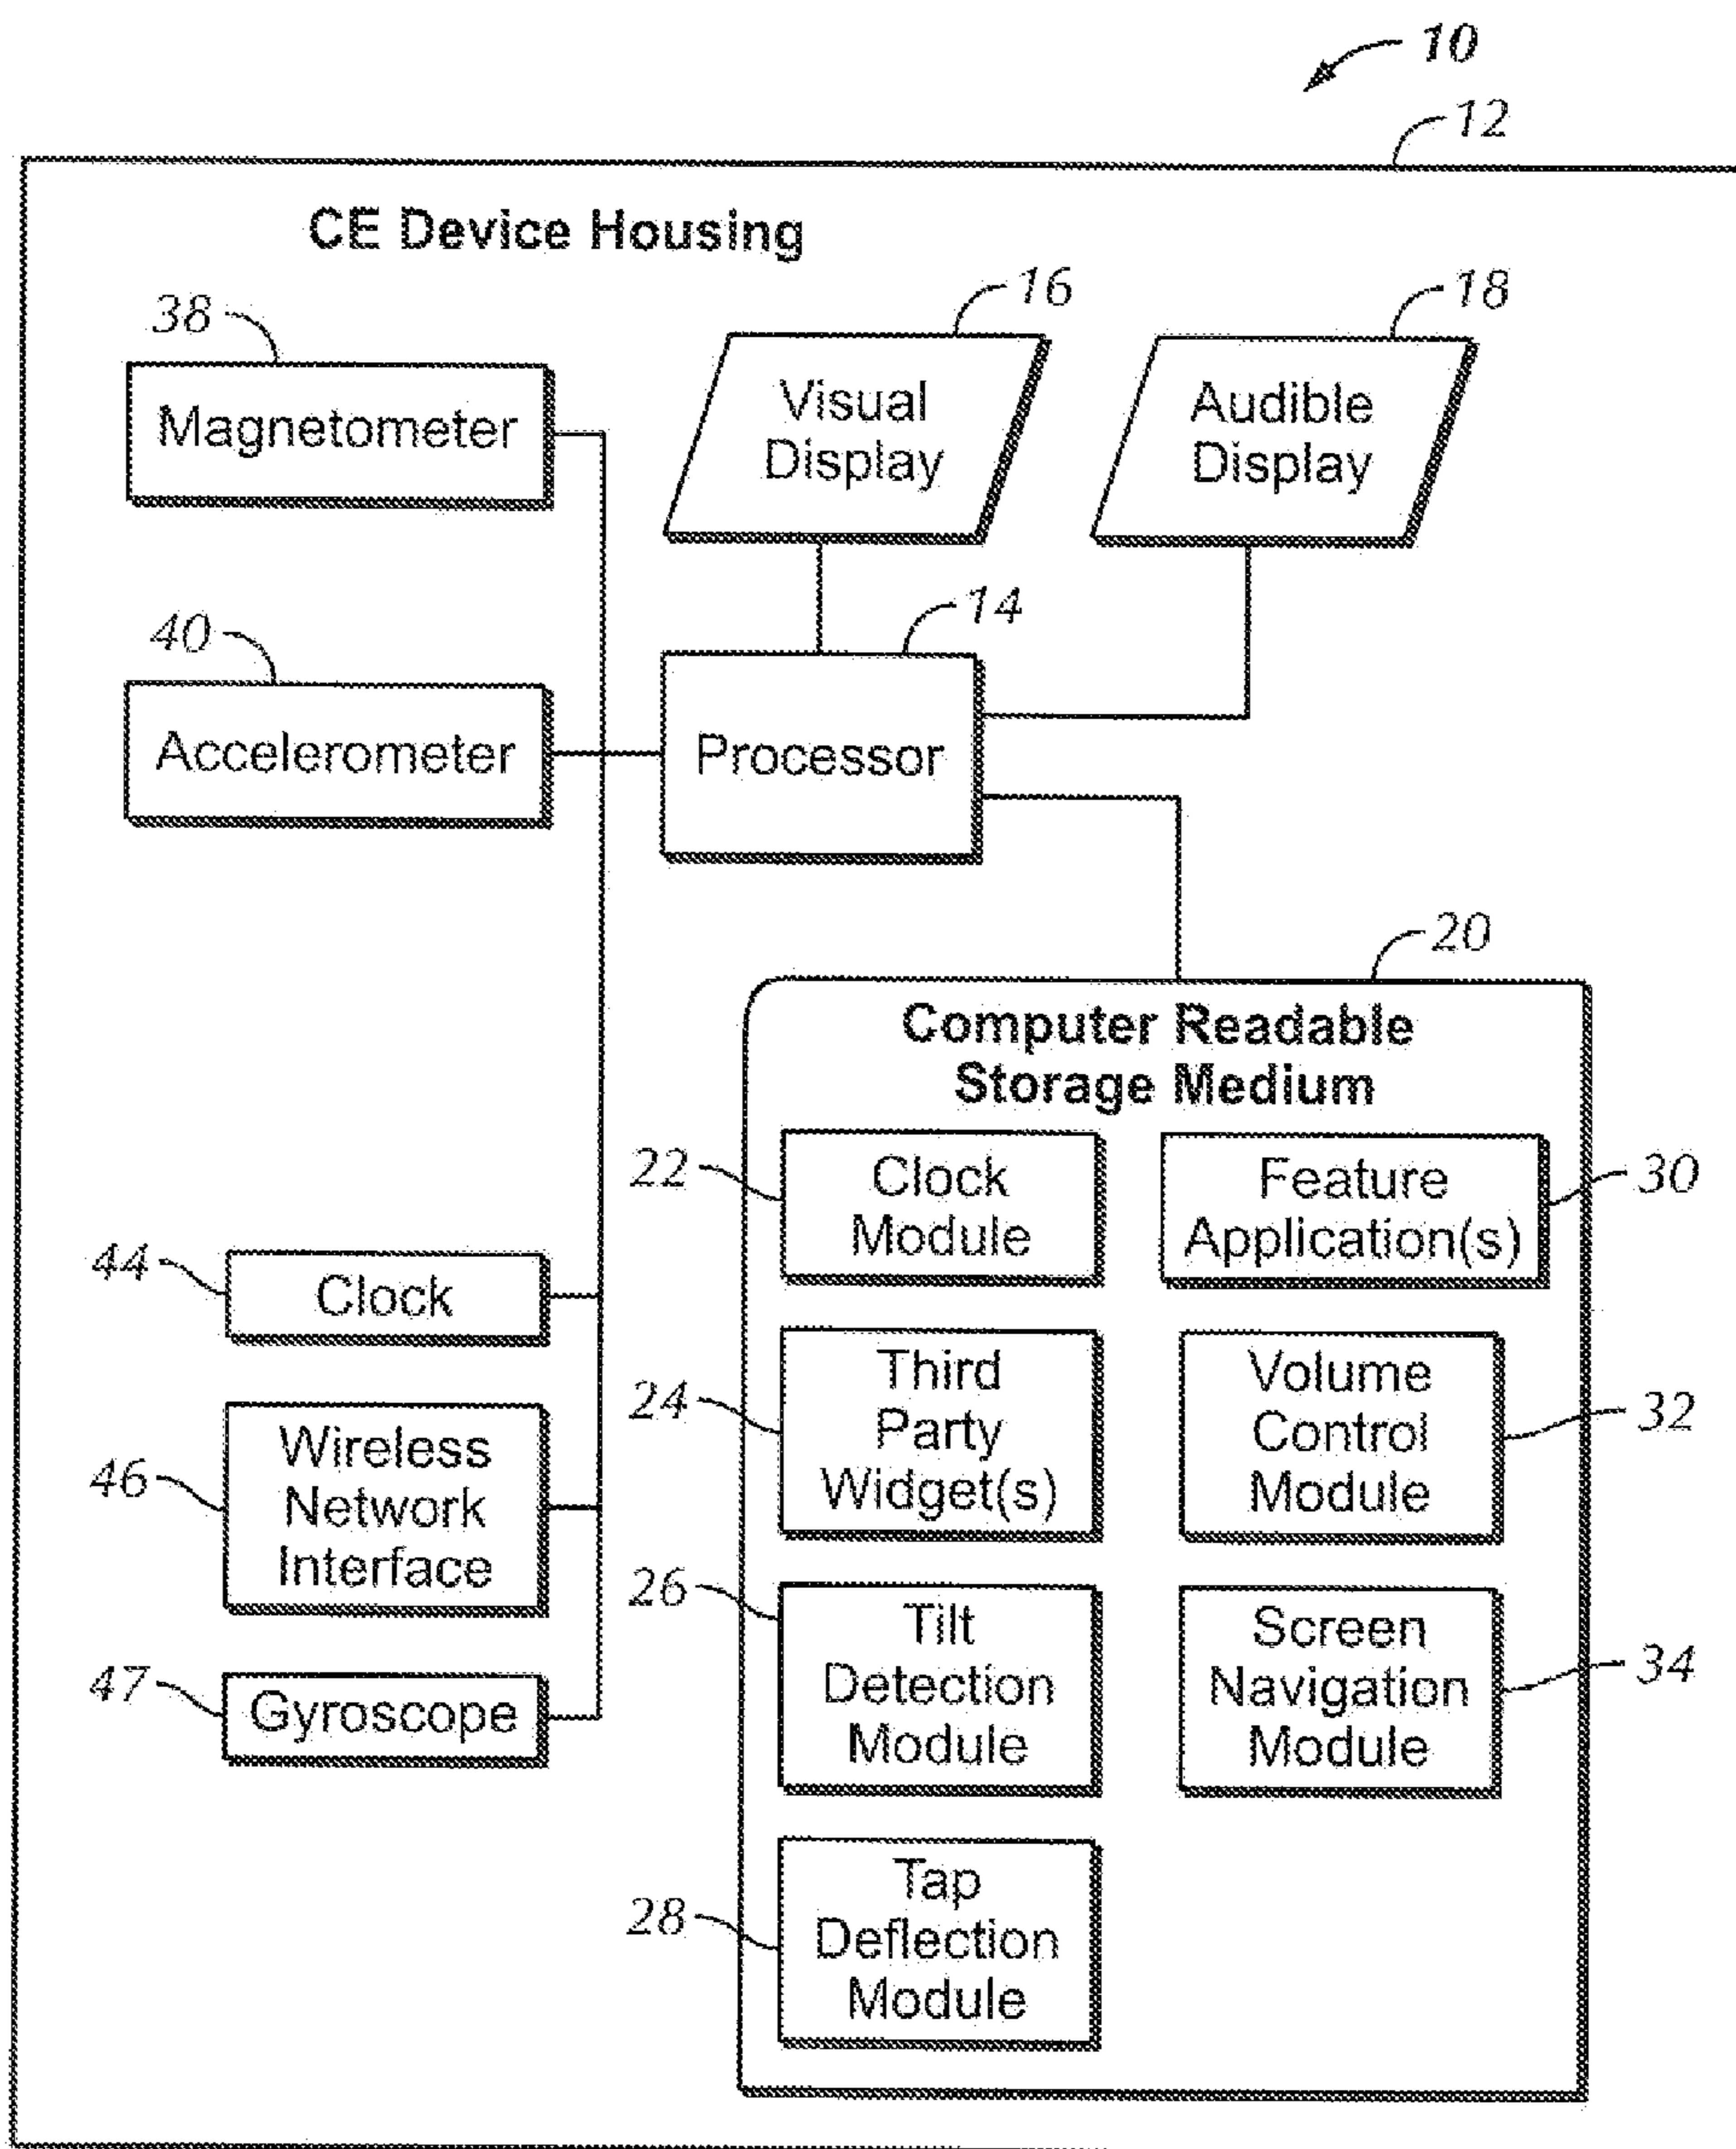 10
12
CE Device Housing
38
Magnetometer
16
Visual
Display
18
Audible
Display
40
Accelerometer
14
Processor
20
Computer Readable
Storage Medium
22
Clock
Module
Feature
Application(s)
30
44
Clock
24
Third
Party
Widget(s)
Volume
Control
Module
32
46
Wireless
Network
Interface
26
Tilt
Detection
Module
Screen
Navigation
Module
34
47
Gyroscope
28
Tap
Deflection
Module